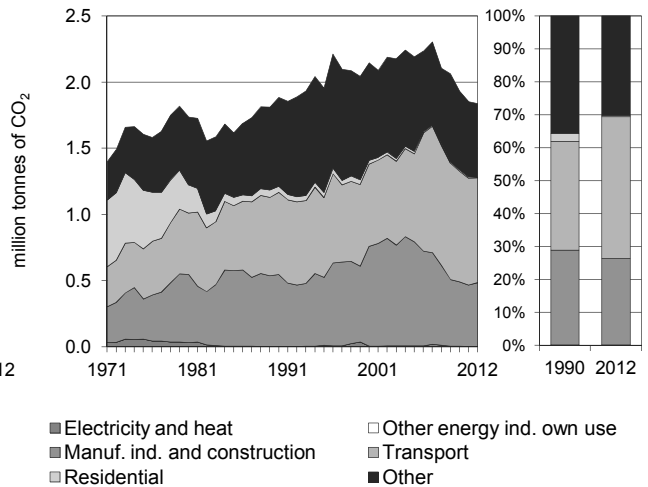 million tonnes of CO2
2.5
2.0
1.5
1.0
0.5
0.0
1971 1981 1991 2001 2012
100%
90%
80%
70%
60%
50%
40%
30%
20%
10%
0%
1990 2012
12
Electricity and heat
Other energy ind. own use
Manuf. ind. and construction
Transport
Residential
Other